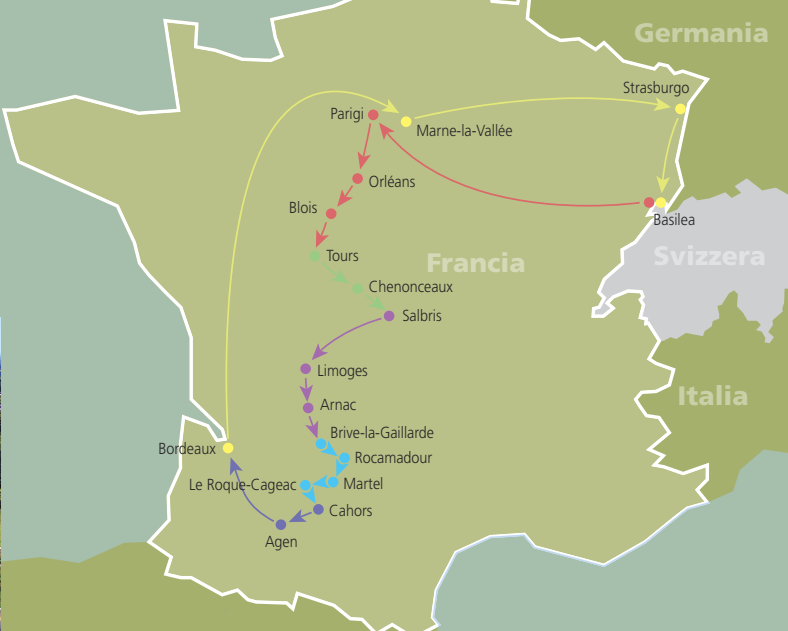 Germania
Strasburgo
Parigi
Marne-la-Vallée
Orléans
Blois
Basilea
Tours
Francia
Svizzera
Chenonceaux
Salbris
Limoges
Italia
Arnac
Brive-la-Gaillarde
Bordeaux
Rocamadour
Le Roque-Cageac
Martel
Cahors
Agen